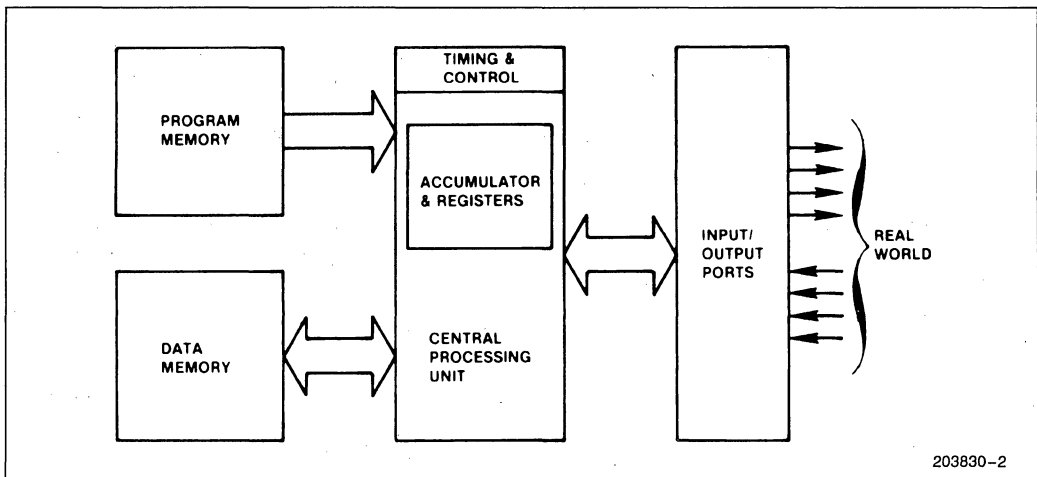 TIMING &
CONTROL
PROGRAM
MEMORY
ACCUMULATOR
& REGISTERS
INPUT/
OUTPUT
PORTS
REAL
WORLD
DATA
MEMORY
CENTRAL
PROCESSING
UNIT
203830-2